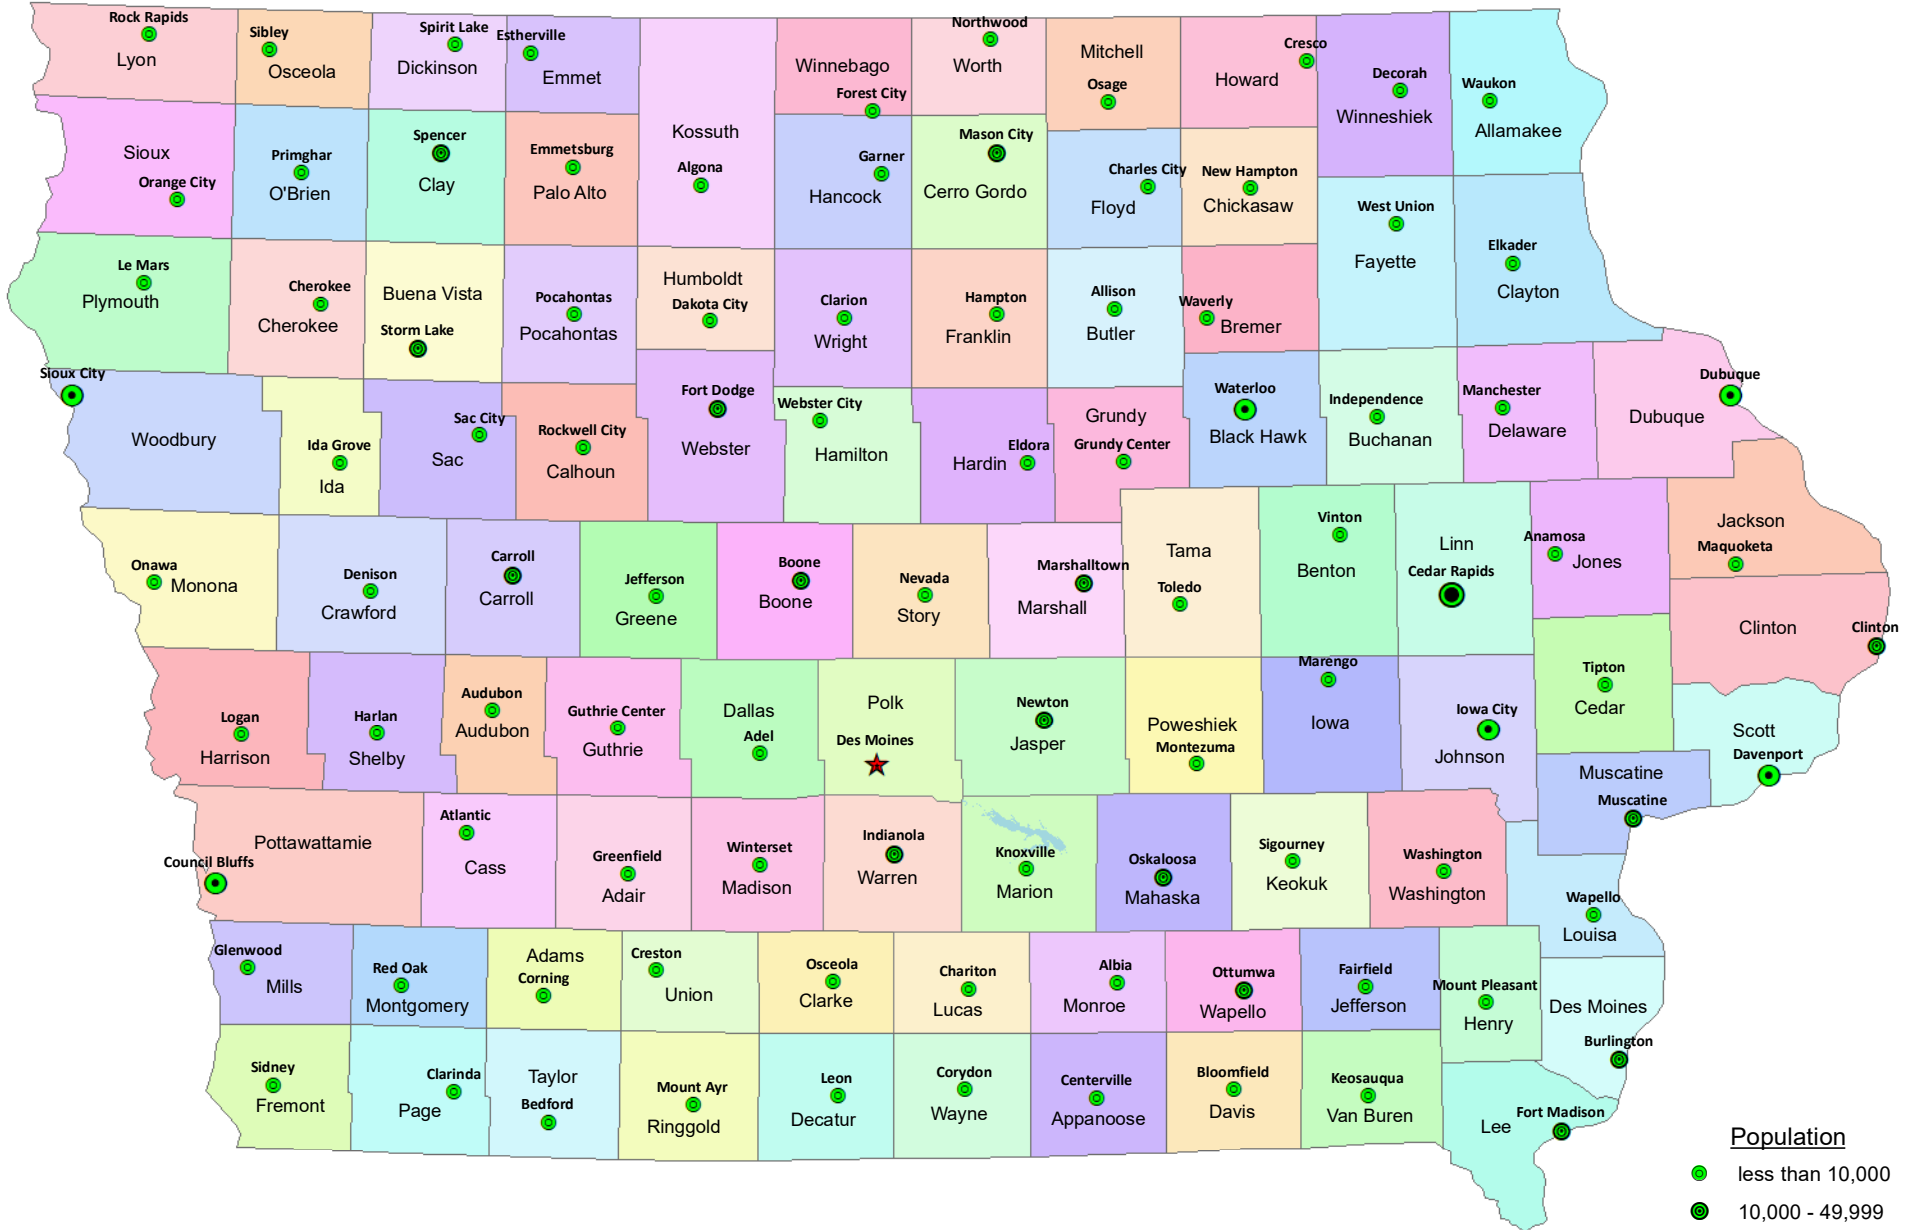 Rock Rapids
Lyon
Sibley
Osceola
Spirit Lake
Dickinson
Estherville
Emmet
Kossuth
Algona
Winnebago
Forest City
Northwood
Worth
Mitchell
Osage
Cresco
Howard
Decorah
Winneshiek
Waukon
Allamakee
Sioux
Orange City
Primghar
O'Brien
Spencer
Clay
Emmetsburg
Palo Alto
Garner
Hancock
Mason City
Cerro Gordo
Charles City
Floyd
New Hampton
Chickasaw
West Union
Fayette
Elkader
Clayton
Le Mars
Plymouth
Cherokee
Cherokee
Buena Vista
Storm Lake
Pocahontas
Pocahontas
Humboldt
Dakota City
Clarion
Wright
Hampton
Franklin
Allison
Butler
Waverly
Bremer
Sioux City
Woodbury
Ida Grove
Ida
Sac City
Sac
Rockwell City
Calhoun
Fort Dodge
Webster
Webster City
Hamilton
Eldora
Hardin
Grundy
Grundy Center
Waterloo
Black Hawk
Independence
Buchanan
Manchester
Delaware
Dubuque
Dubuque
Onawa
Monona
Denison
Crawford
Carroll
Carroll
Jefferson
Greene
Boone
Boone
Nevada
Story
Marshalltown
Marshall
Tama
Toledo
Vinton
Benton
Linn
Cedar Rapids
Anamosa
Jones
Jackson
Maquoketa
Clinton
Clinton
Logan
Harrison
Harlan
Shelby
Audubon
Audubon
Guthrie Center
Guthrie
Dallas
Adel
Polk
Des Moines
Newton
Jasper
Poweshiek
Montezuma
Marengo
Iowa
Iowa City
Johnson
Tipton
Cedar
Scott
Davenport
Muscatine
Muscatine
Pottawattamie
Council Bluffs
Atlantic
Cass
Greenfield
Adair
Winterset
Madison
Indianola
Warren
Knoxville
Marion
Oskaloosa
Mahaska
Sigourney
Keokuk
Washington
Washington
Wapello
Louisa
Glenwood
Mills
Red Oak
Montgomery
Adams
Corning
Creston
Union
Osceola
Clarke
Chariton
Lucas
Albia
Monroe
Ottumwa
Wapello
Fairfield
Jefferson
Mount Pleasant
Henry
Des Moines
Burlington
Sidney
Fremont
Clarinda
Page
Taylor
Bedford
Mount Ayr
Ringgold
Leon
Decatur
Corydon
Wayne
Centerville
Appanoose
Bloomfield
Davis
Keosauqua
Van Buren
Fort Madison
Lee
Population
less than 10,000
10,000 - 49,999